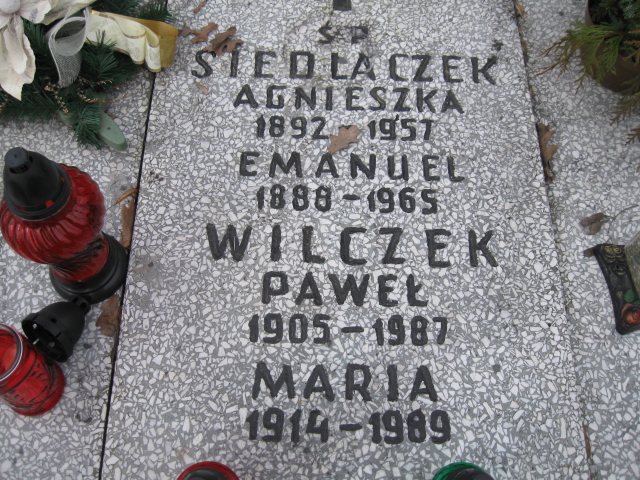 Ś P
SIEDLACZEK
AGNIESZKA
1892 - 1957
EMANUEL
1888 - 1965
WILCZEK
PAWEŁ
1905 - 1987
MARIA
1914 - 1989